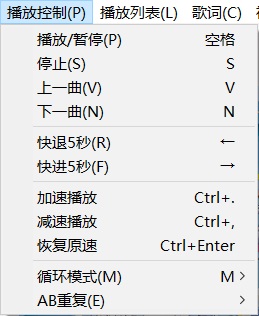 播放控制(P) 播放列表(L) 歌词(C)
播放/暂停(P) 空格
停止(S) S
上一曲(V) V
下一曲(N) N
快退5秒(R) ←
快进5秒(F) →
加速播放 Ctrl+.
减速播放 Ctrl+,
恢复原速 Ctrl+Enter
循环模式(M) M
AB重复(E)